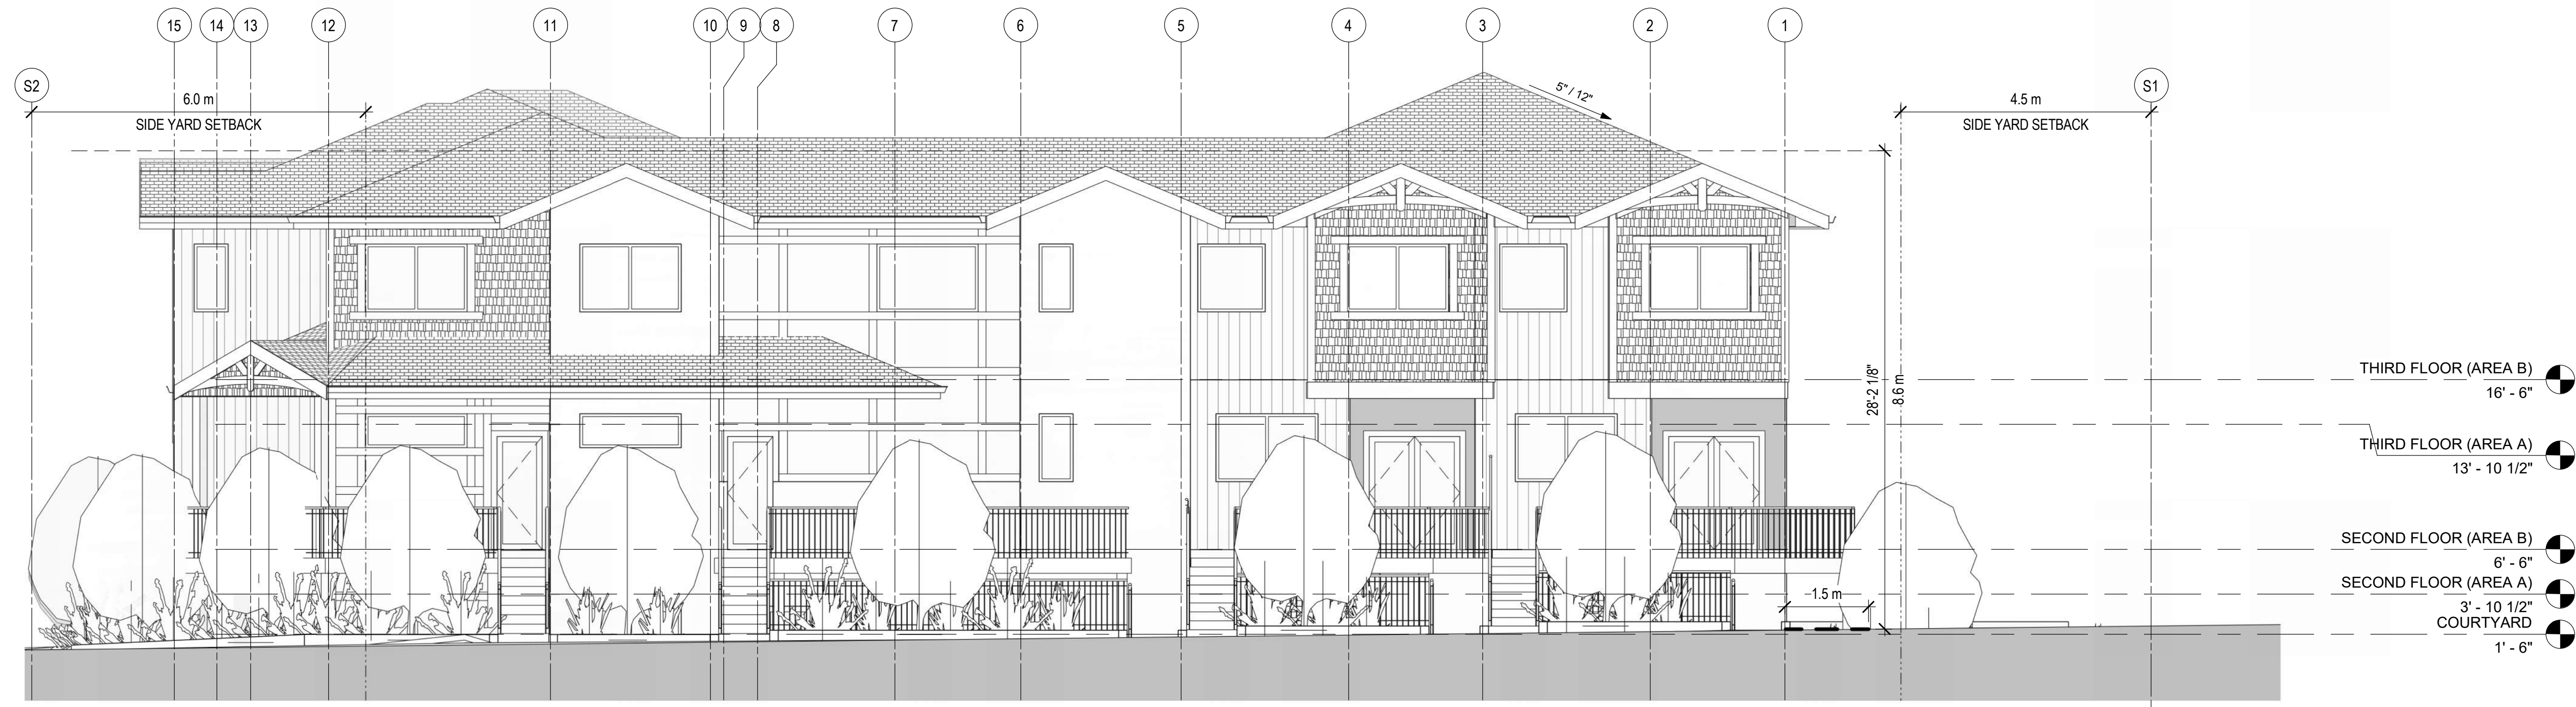 15
14
13
12
11
10
9
8
7
6
5
4
3
2
1
S2
S1
6.0 m
SIDE YARD SETBACK
5" / 12"
4.5 m
SIDE YARD SETBACK
28'-2 1/8"
8.6 m
THIRD FLOOR (AREA B)
16' - 6"
THIRD FLOOR (AREA A)
13' - 10 1/2"
SECOND FLOOR (AREA B)
6' - 6"
SECOND FLOOR (AREA A)
1.5 m
3' - 10 1/2"
COURTYARD
1' - 6"